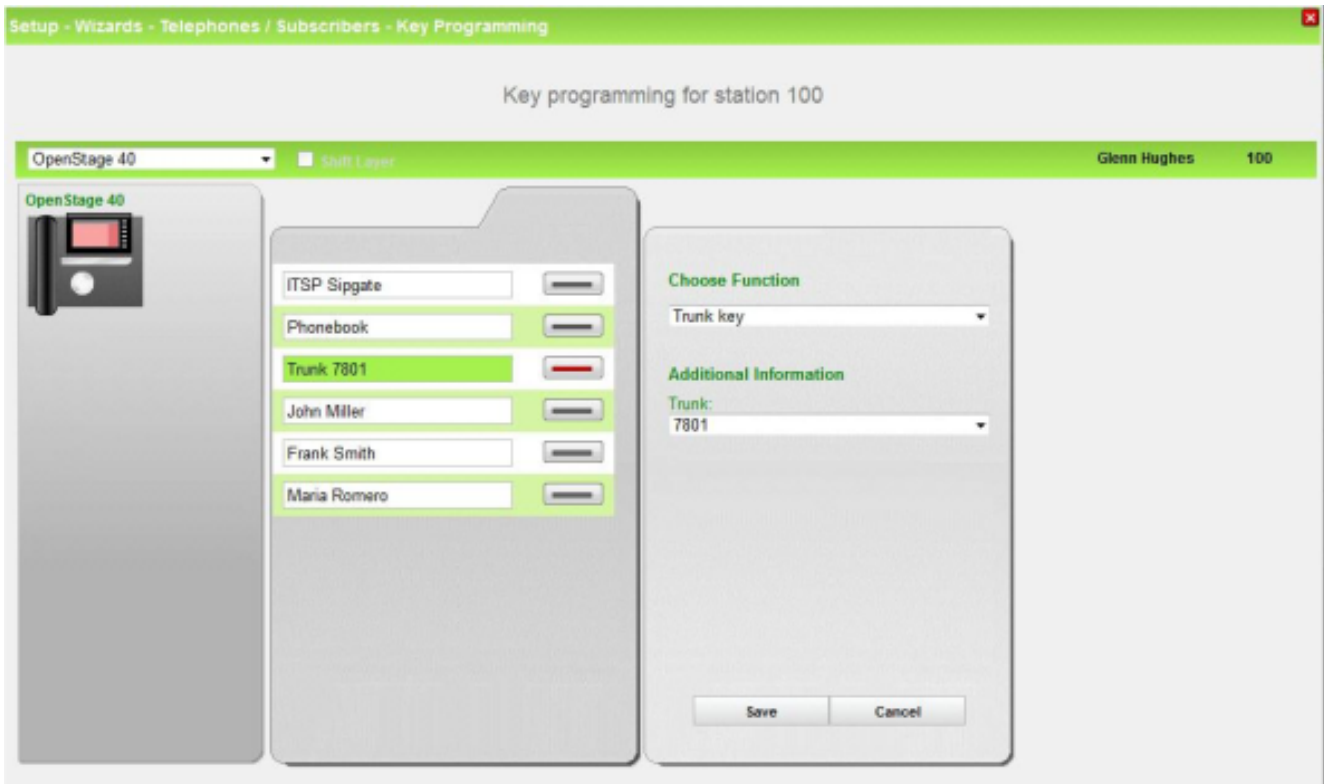 Setup - Wizards - Telephones / Subscribers - Key Programming
Key programming for station 100
OpenStage 40
Shift Layer
Glenn Hughes 100
OpenStage 40
ITSP Sipgate
Phonebook
Trunk 7801
John Miller
Frank Smith
Maria Romero
Choose Function
Trunk key
Additional Information
Trunk:
7801
Save Cancel